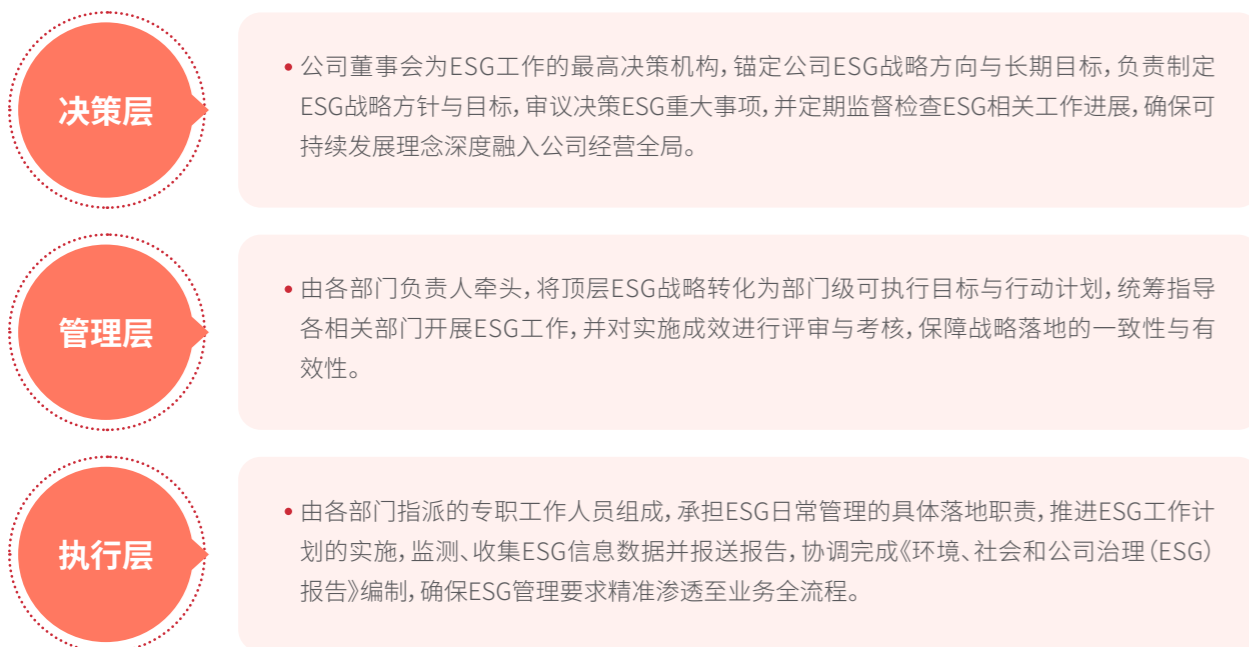 决策层
•公司董事会为ESG工作的最高决策机构，锚定公司ESG战略方向与长期目标，负责制定
ESG战略方针与目标，审议决策ESG重大事项，并定期监督检查ESG相关工作进展，确保可
持续发展理念深度融入公司经营全局。
管理层
•由各部门负责人牵头，将顶层ESG战略转化为部门级可执行目标与行动计划，统筹指导
各相关部门开展ESG工作，并对实施成效进行评审与考核，保障战略落地的一致性与有
效性。
执行层
•由各部门指派的专职工作人员组成，承担ESG日常管理的具体落地职责，推进ESG工作计
划的实施，监测、收集ESG信息数据并报送报告，协调完成《环境、社会和公司治理（ESG）
报告》编制，确保ESG管理要求精准渗透至业务全流程。